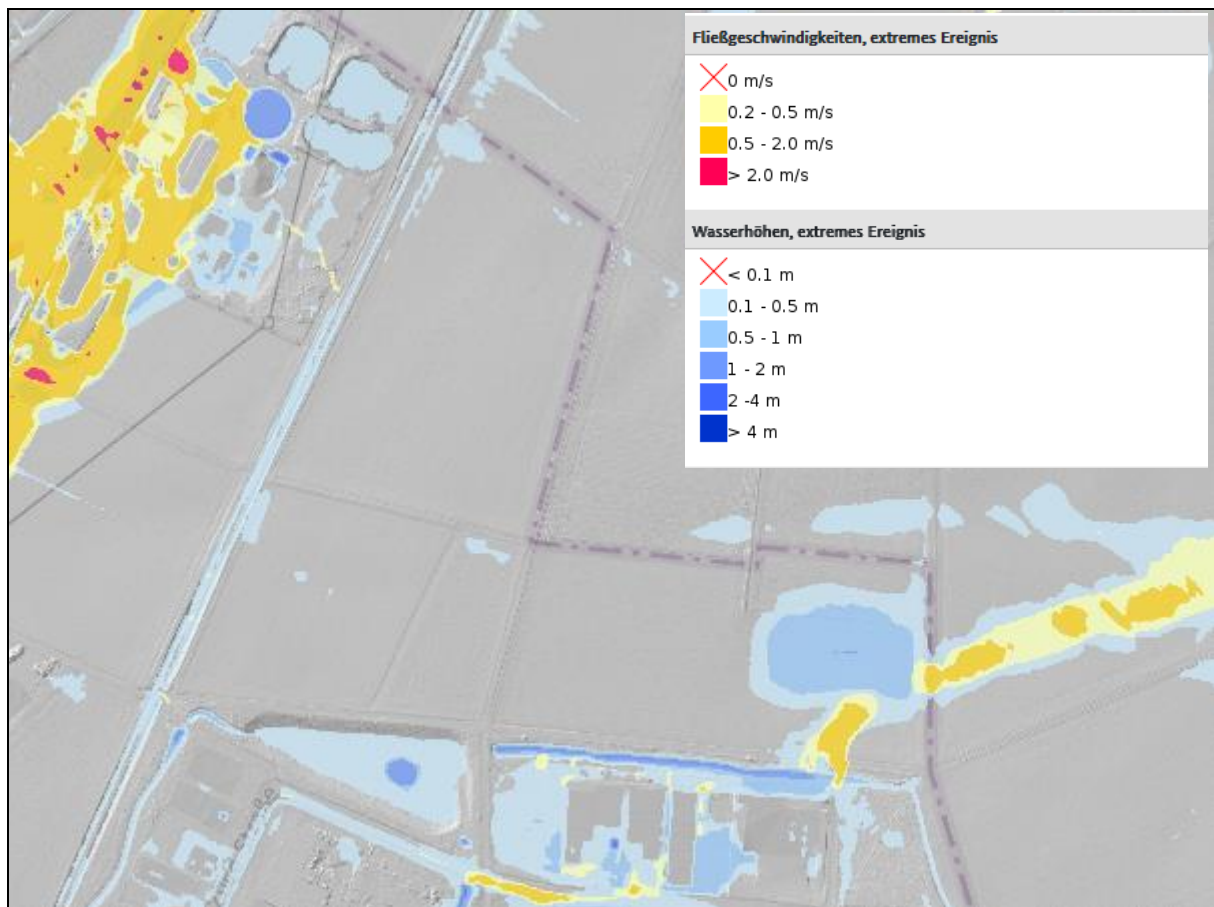 Fließgeschwindigkeiten, extremes Ereignis
0 m/s
0.2 - 0.5 m/s
0.5 - 2.0 m/s
> 2.0 m/s
Wasserhöhen, extremes Ereignis
< 0.1 m
0.1 - 0.5 m
0.5 - 1 m
1 - 2 m
2 -4 m
> 4 m